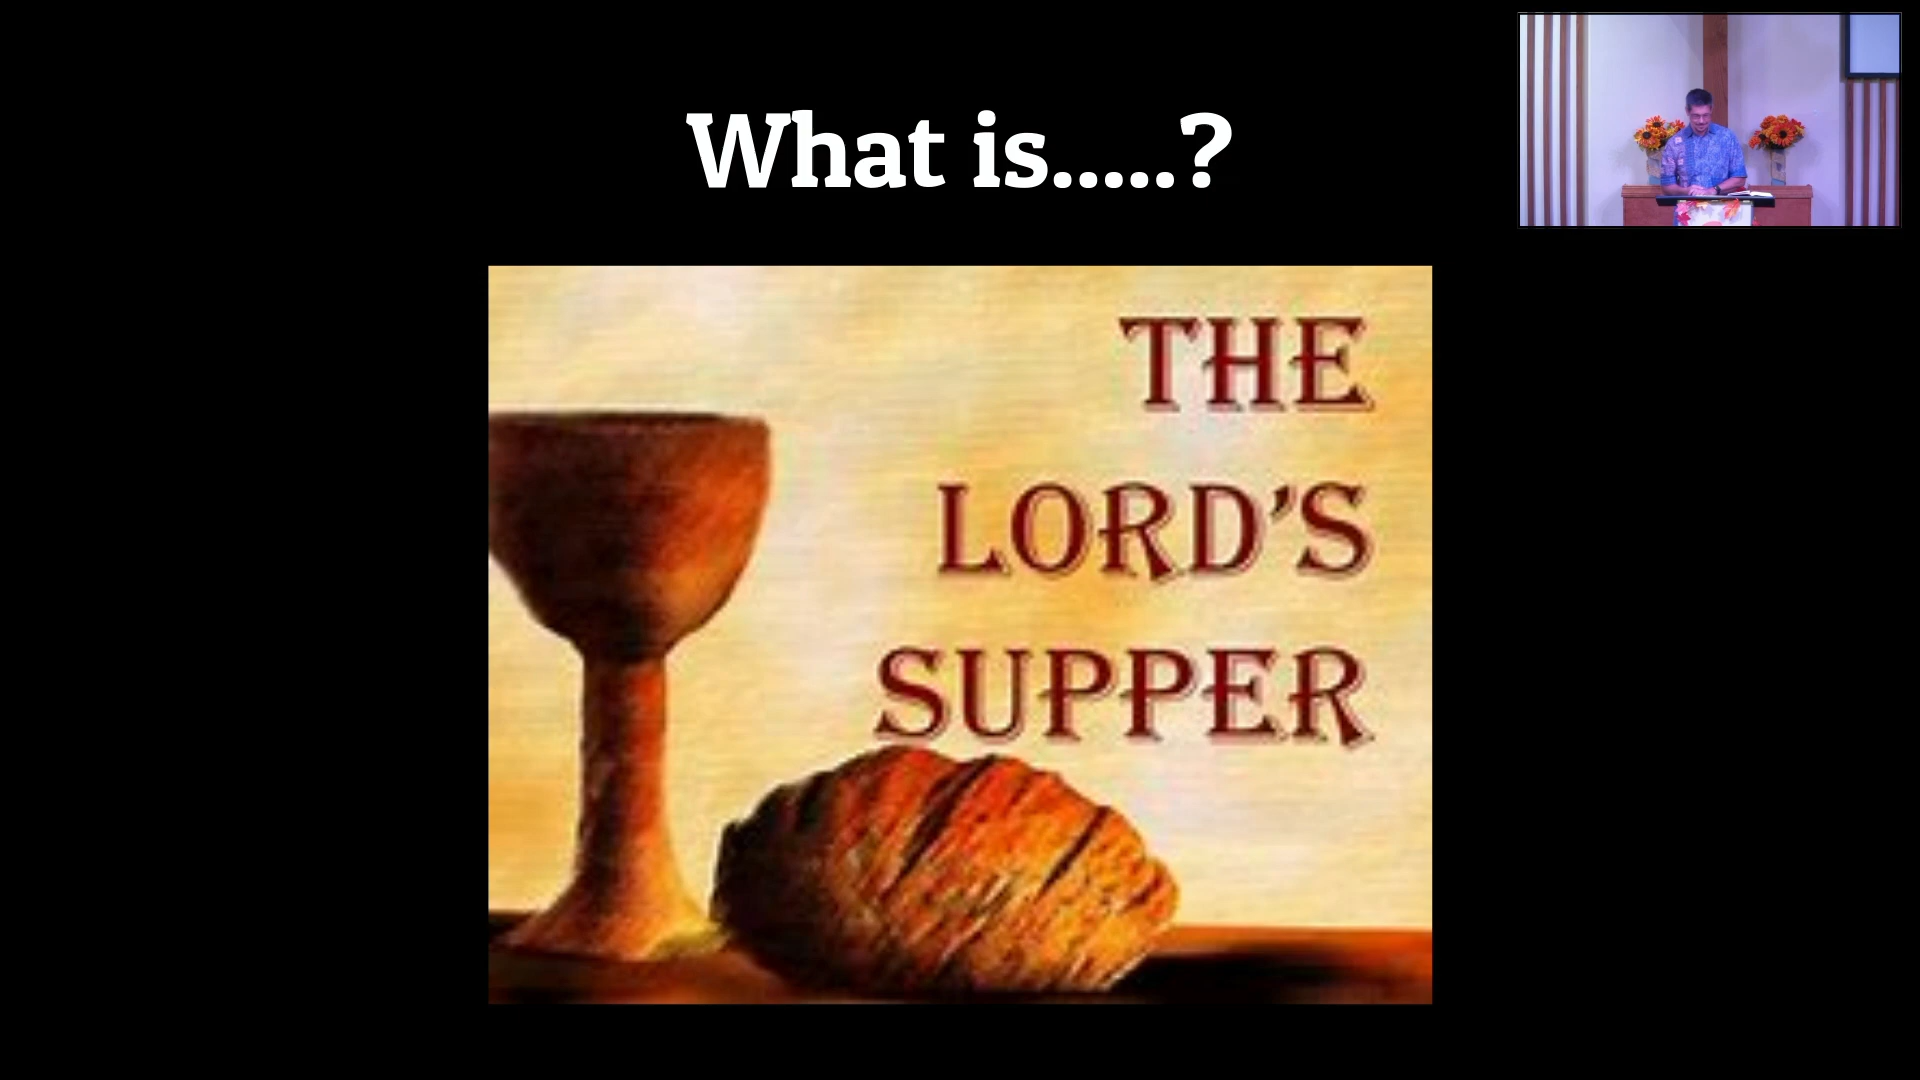 What is.....?
THE
LORD'S
SUPPER